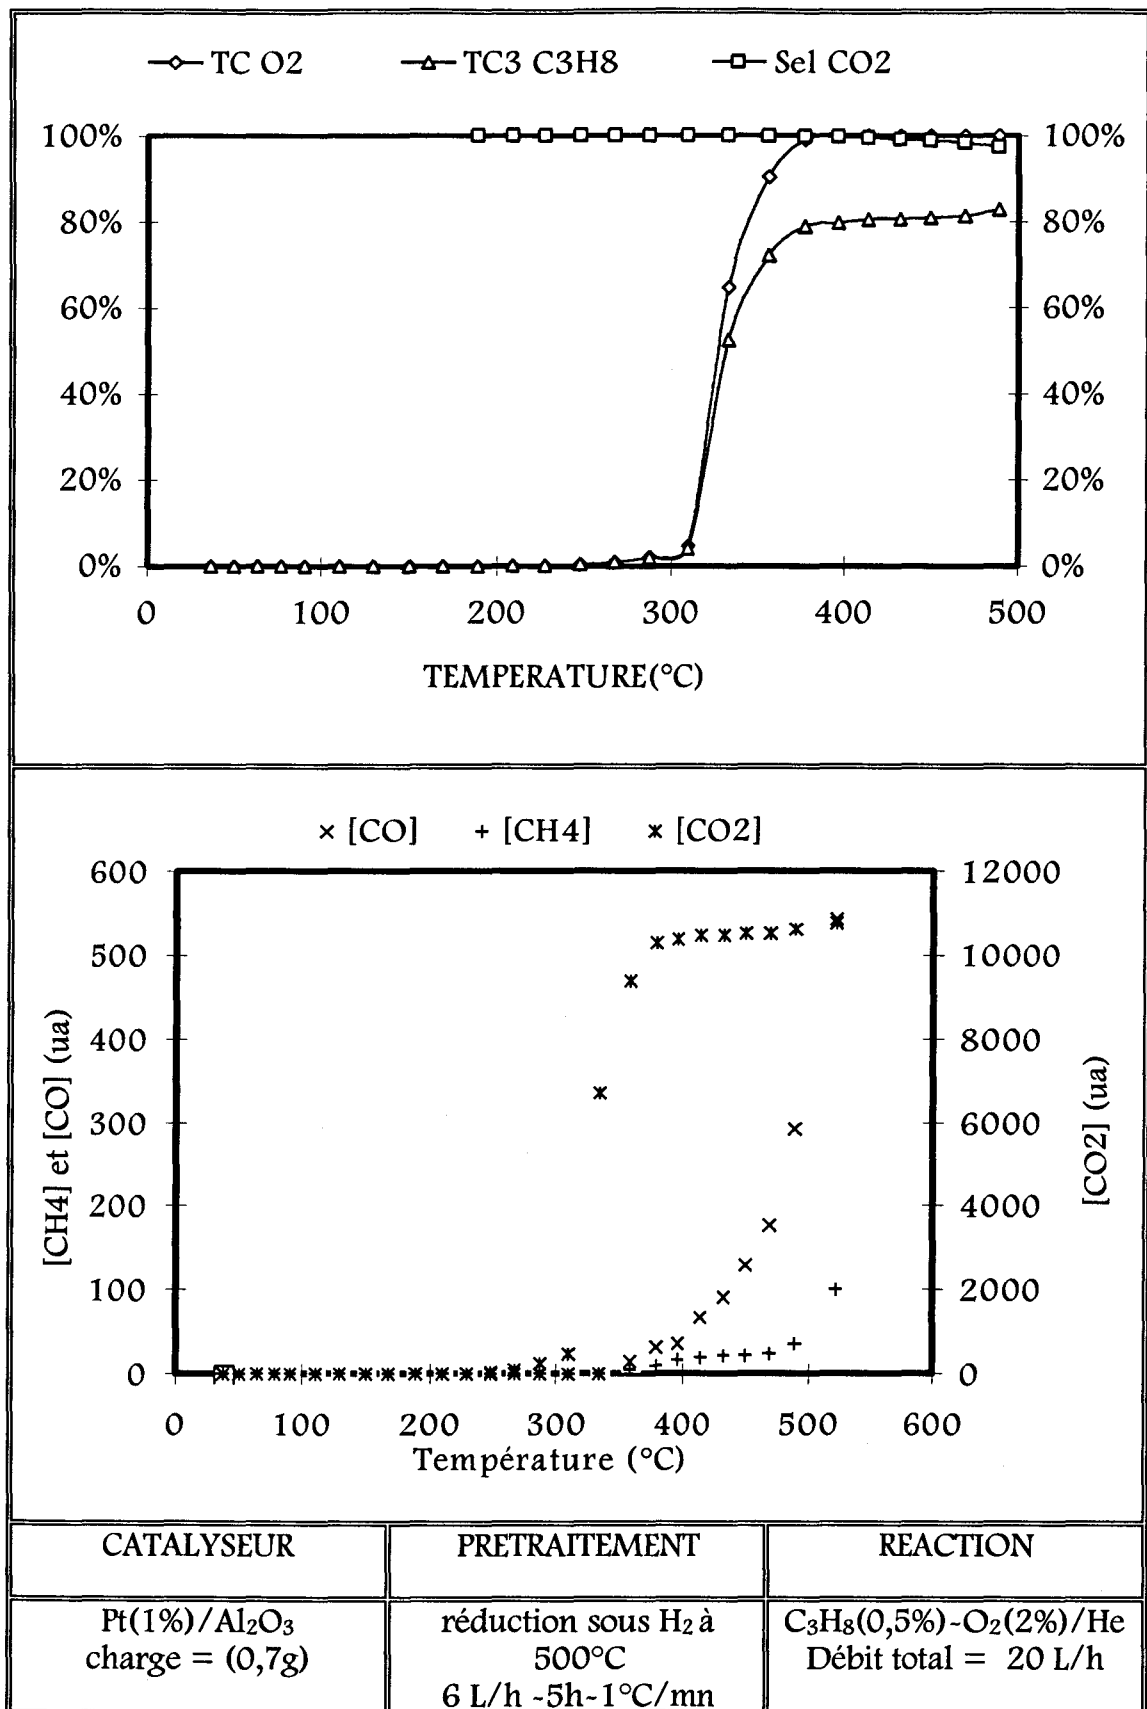 TC O2 TC3 C3H8 Sel CO2
100% 100%
80% 80%
60% 60%
40% 40%
20% 20%
0% 0%
0 100 200 300 400 500
TEMPERATURE(°C)
[CO] [CH4] [CO2]
600 12000
500 10000
400 8000
300 6000
200 4000
100 2000
0 0
[CH4] et [CO] (ua)
[CO2] (ua)
0 100 200 300 400 500 600
Température (°C)
CATALYSEUR PRETRAITEMENT REACTION
Pt(1%)/Al₂O₃ réduction sous H₂ à C₃H₈(0,5%)-O₂(2%)/He
charge = (0,7g) 500°C Débit total = 20 L/h
6 L/h -5h-1°C/mn